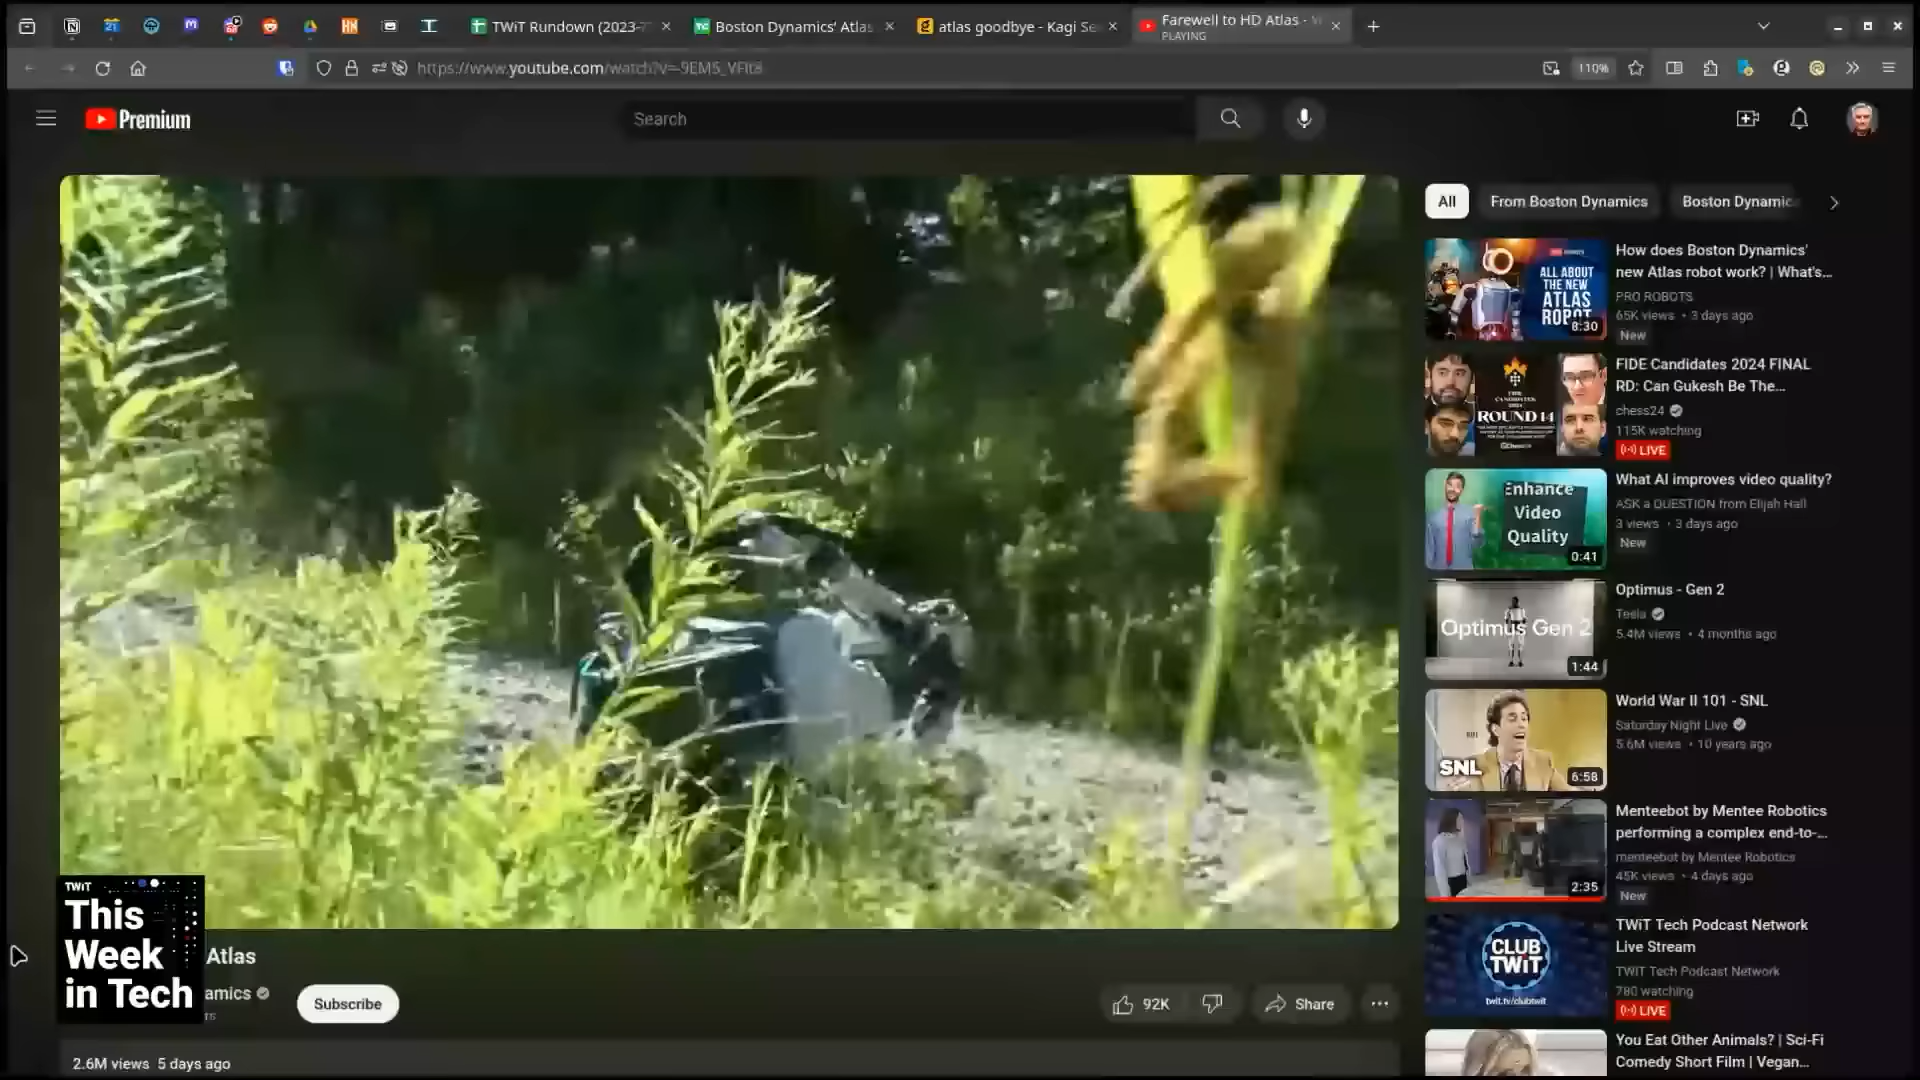 TWiT Rundown (2023-
Boston Dynamics' Atlas
atlas goodbye - Kagi Se
Farewell to HD Atlas -
PLAYING
110%
Premium
Search
All
From Boston Dynamics
Boston Dynamic
How does Boston Dynamics'
new Atlas robot work? | What's...
PRO ROBOTS
65K views • 3 days ago
New
ALL ABOUT
THE NEW
ATLAS
ROBOT
8:30
FIDE Candidates 2024 FINAL
RD: Can Gukesh Be The...
chess24
115K watching
LIVE
ROUND 14
What AI improves video quality?
ASK a QUESTION from Elijah Hall
3 views • 3 days ago
New
Enhance
Video
Quality
0:41
Optimus - Gen 2
Tesla
5.4M views • 4 months ago
Optimus Gen 2
1:44
World War II 101 - SNL
Saturday Night Live
5.6M views • 10 years ago
SNL
6:58
Menteebot by Mentee Robotics
performing a complex end-to-...
menteebot by Mentee Robotics
45K views • 4 days ago
New
2:35
TWiT Tech Podcast Network
Live Stream
TWiT Tech Podcast Network
780 watching
LIVE
CLUB
TWiT
twit.tv/clubtwit
You Eat Other Animals? | Sci-Fi
Comedy Short Film | Vegan...
TWiT
This
Week
in Tech
Atlas
amics
Subscribe
92K
Share
2.6M views 5 days ago